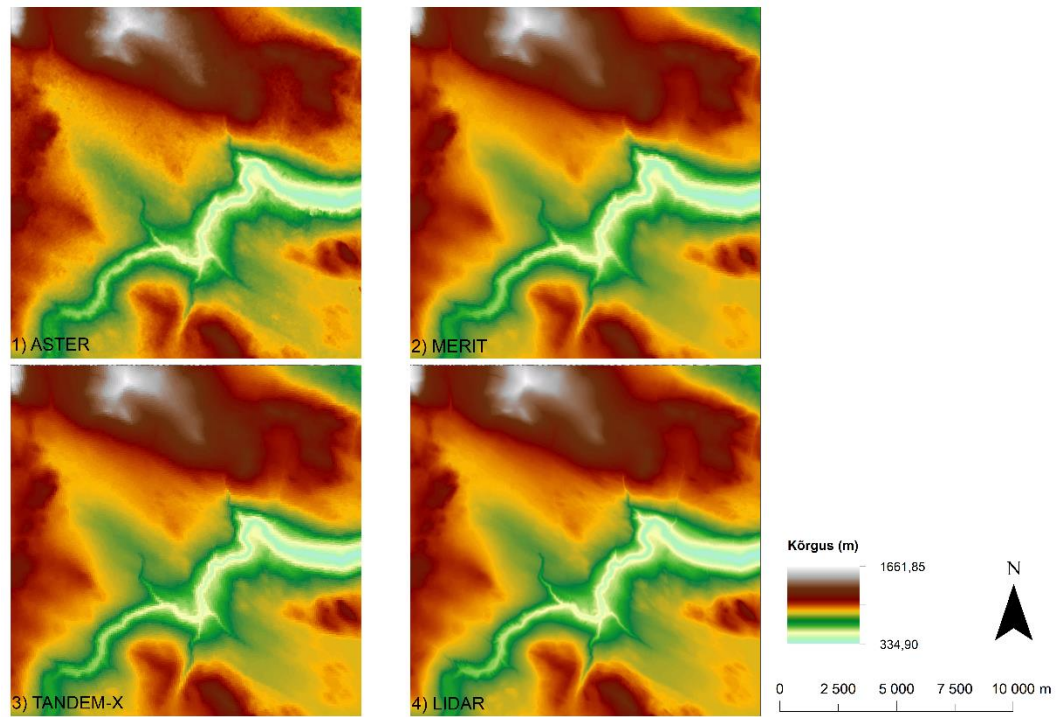 1) ASTER
2) MERIT
3) TANDEM-X
4) LIDAR
Kõrgus (m)
1661,85
334,90
N
0 2 500 5 000 7 500 10 000 m